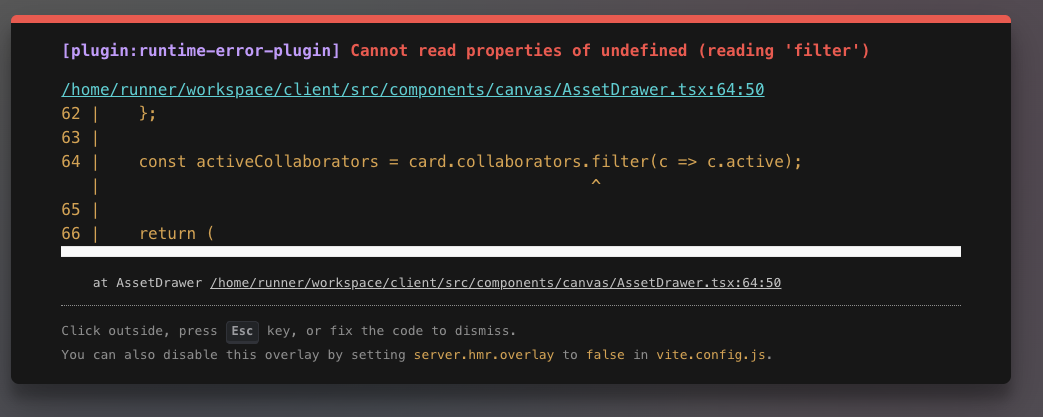 [plugin:runtime-error-plugin] Cannot read properties of undefined (reading 'filter')
/home/runner/workspace/client/src/components/canvas/AssetDrawer.tsx:64:50
62 |    };
63 |
64 |    const activeCollaborators = card.collaborators.filter(c => c.active);
   |                                                   ^
65 |
66 |    return (
at AssetDrawer /home/runner/workspace/client/src/components/canvas/AssetDrawer.tsx:64:50
Click outside, press Esc key, or fix the code to dismiss.
You can also disable this overlay by setting server.hmr.overlay to false in vite.config.js.